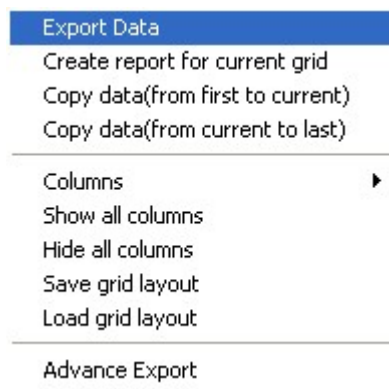 Export Data
Create report for current grid
Copy data(from first to current)
Copy data(from current to last)
Columns
Show all columns
Hide all columns
Save grid layout
Load grid layout
Advance Export